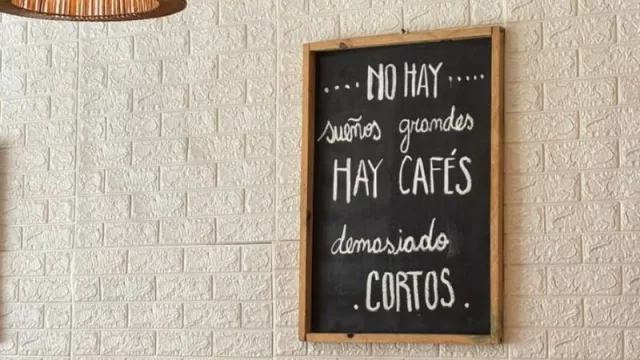 .... NO HAY .....
sueños grandes
HAY CAFÉS
demasiado
. CORTOS .